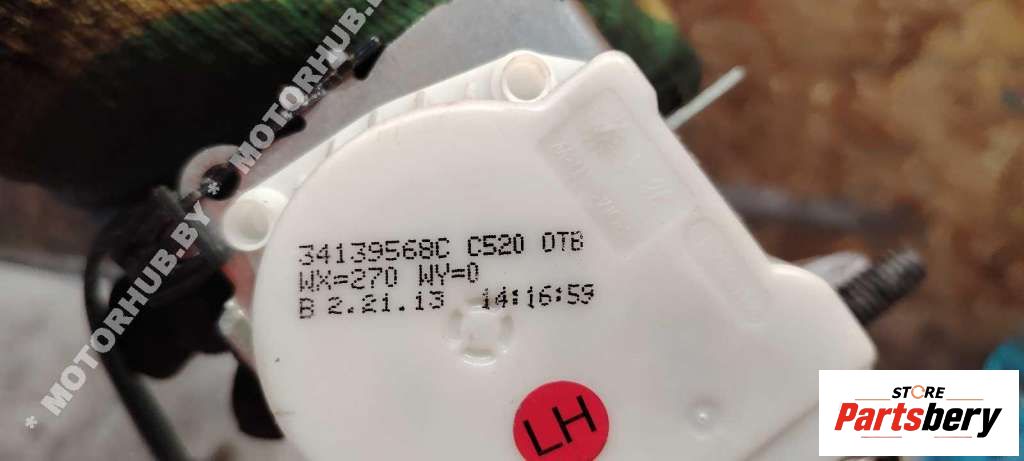 * MOTORHUB.BY * MOTORHUB.BY
34139568C C520 OTB
WX=270 WY=0
B 2.21.13 14:16:59
LH
STORE
Partsbery